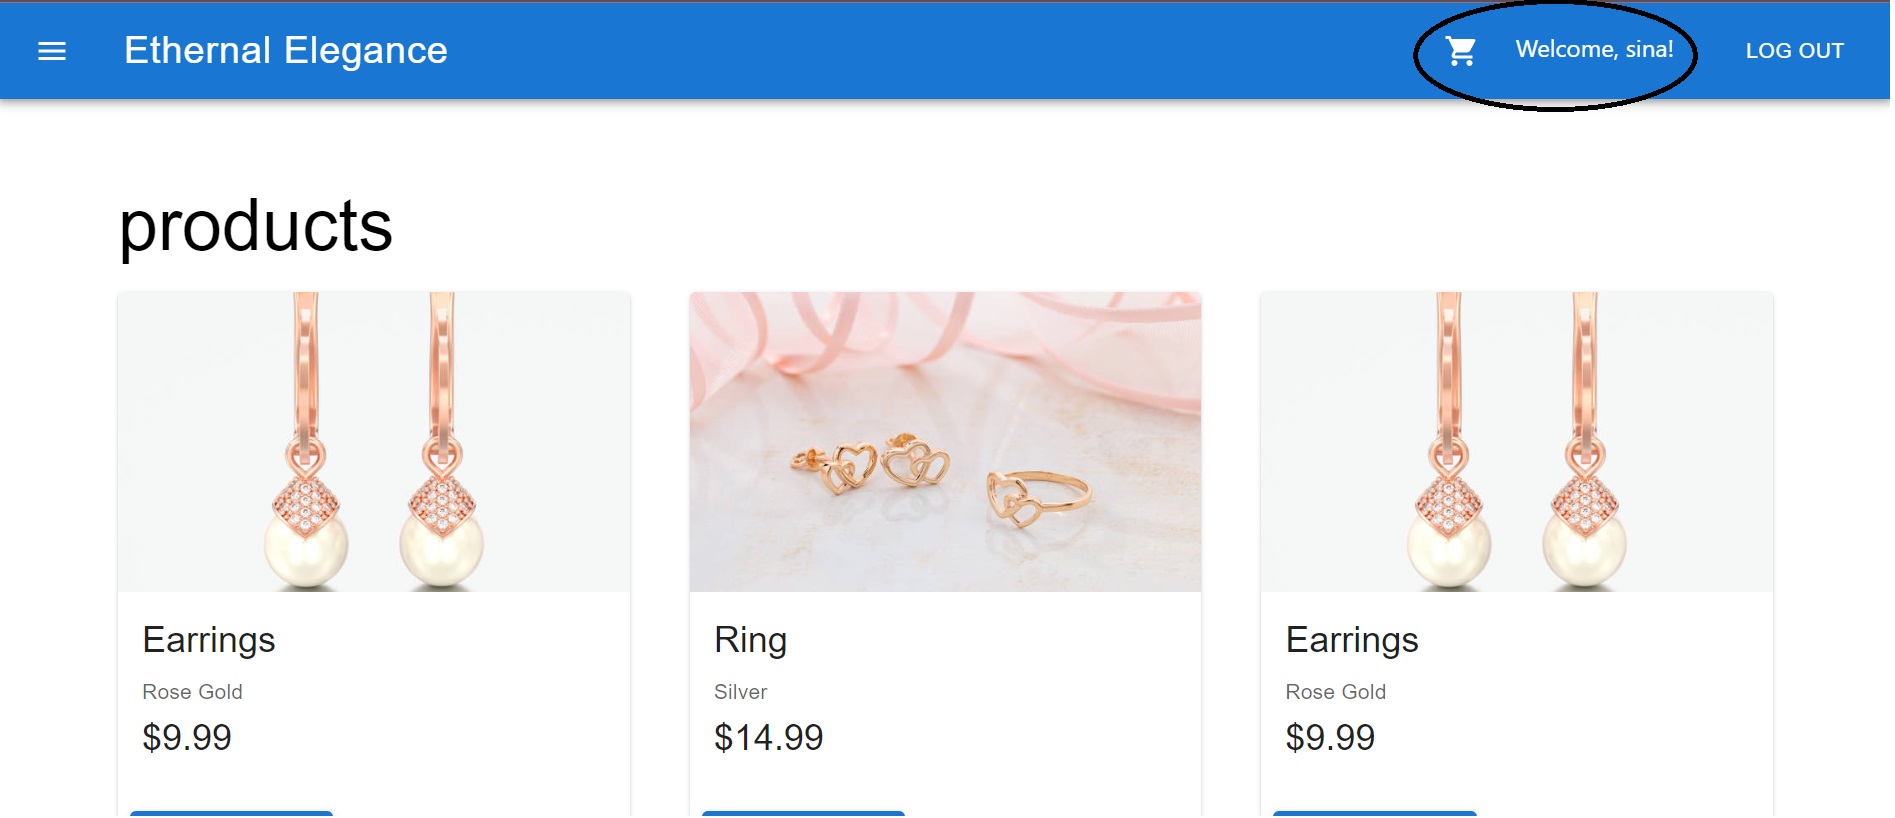 Ethernal Elegance
Welcome, sina!
LOG OUT
products
Earrings
Rose Gold
$9.99
Ring
Silver
$14.99
Earrings
Rose Gold
$9.99